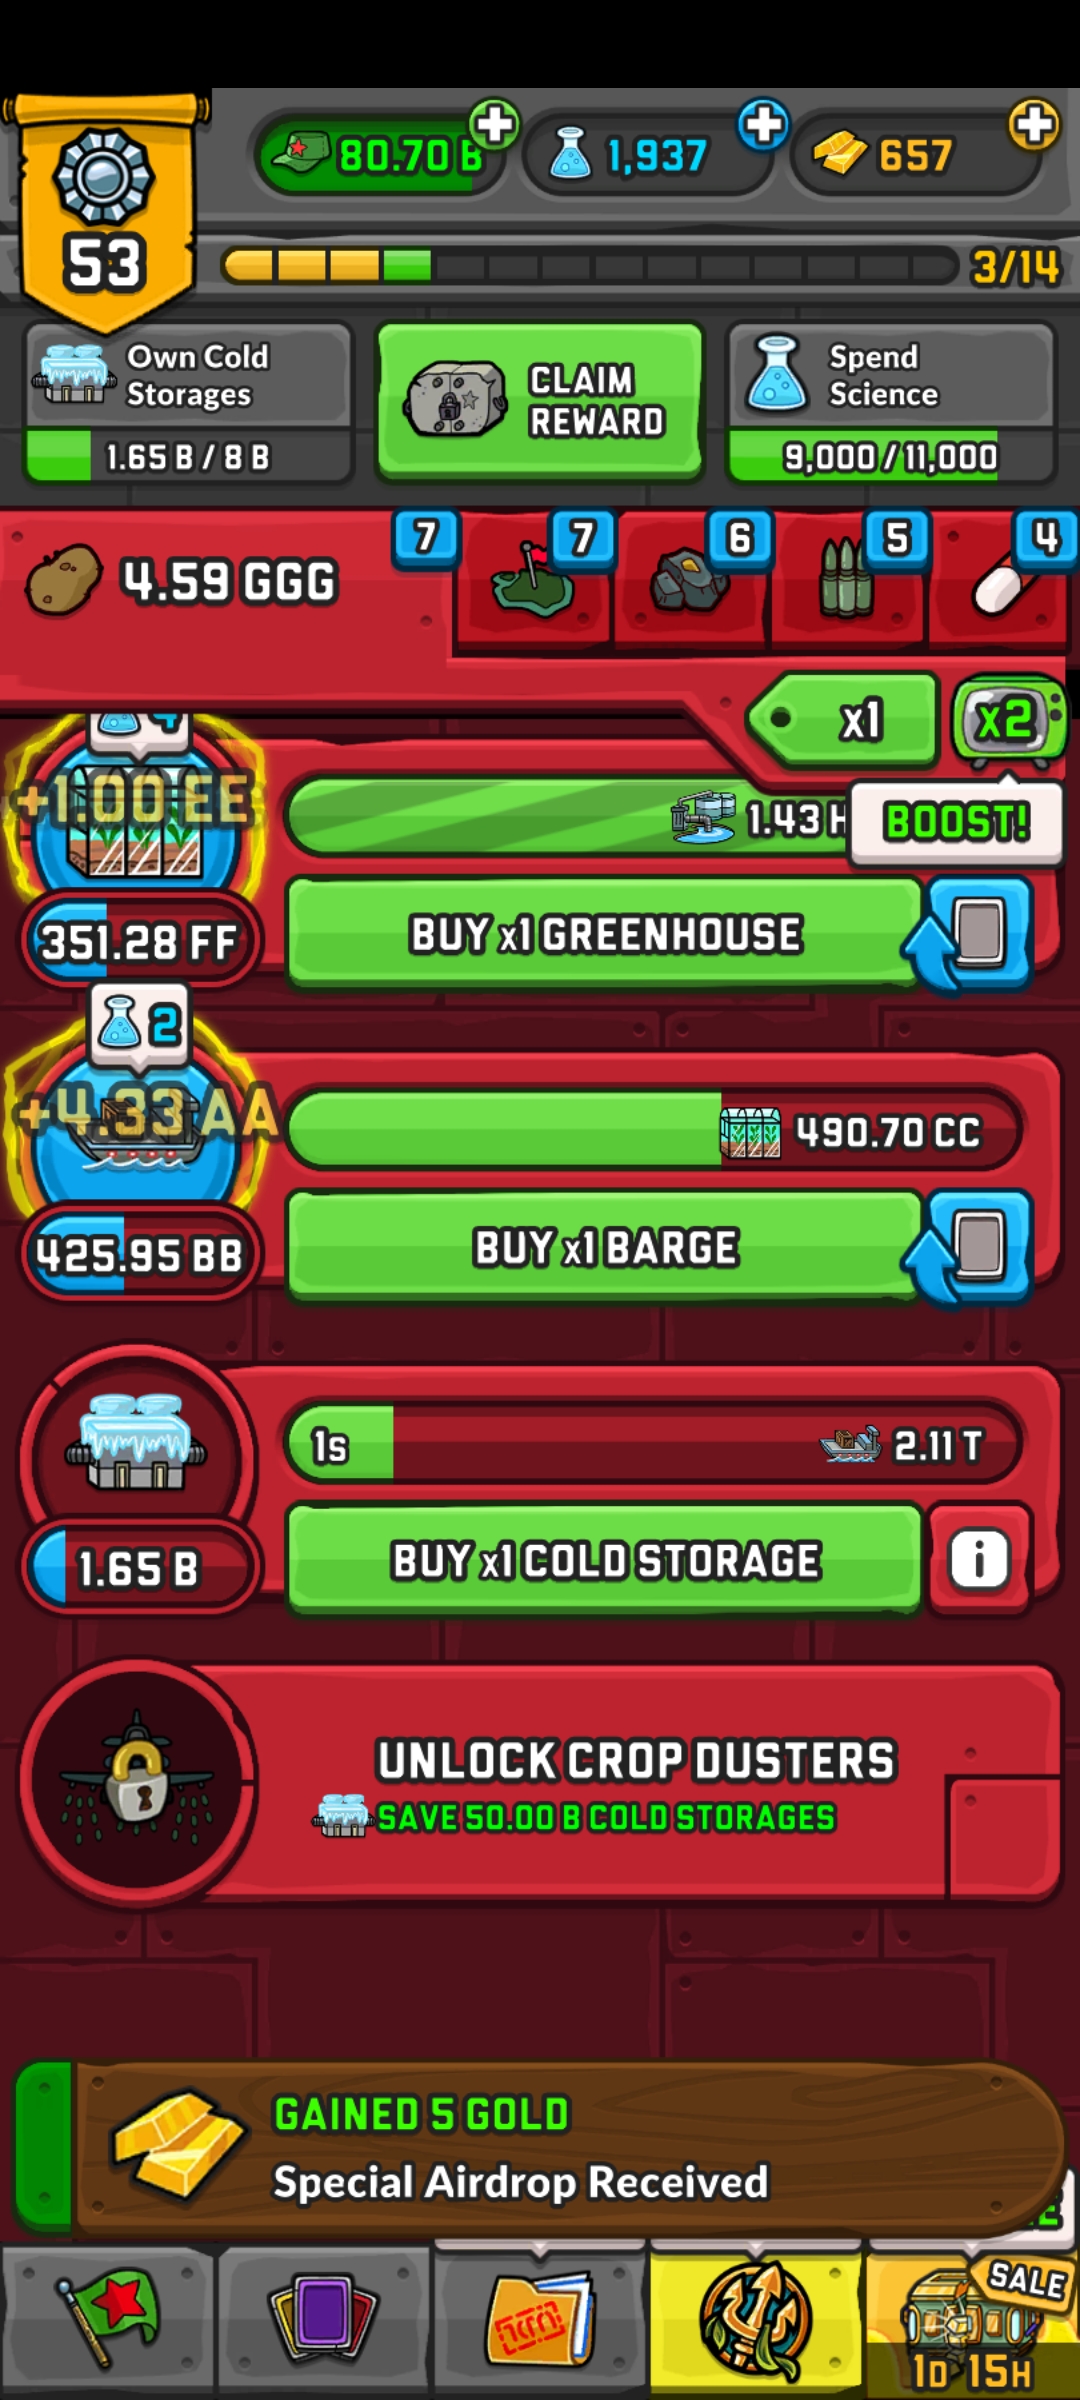 80.70 B
1,937
657
53
3/14
Own Cold
Storages
1.65 B / 8 B
CLAIM
REWARD
Spend
Science
9,000 / 11,000
4.59 GGG
7
7
6
5
4
x1
x2
BOOST!
4
+1.00 EE
1.43 H
351.28 FF
BUY x1 GREENHOUSE
2
+4.33 AA
490.70 CC
425.95 BB
BUY x1 BARGE
1s
2.11 T
1.65 B
BUY x1 COLD STORAGE
i
UNLOCK CROP DUSTERS
SAVE 50.00 B COLD STORAGES
GAINED 5 GOLD
Special Airdrop Received
SALE
1D 15H